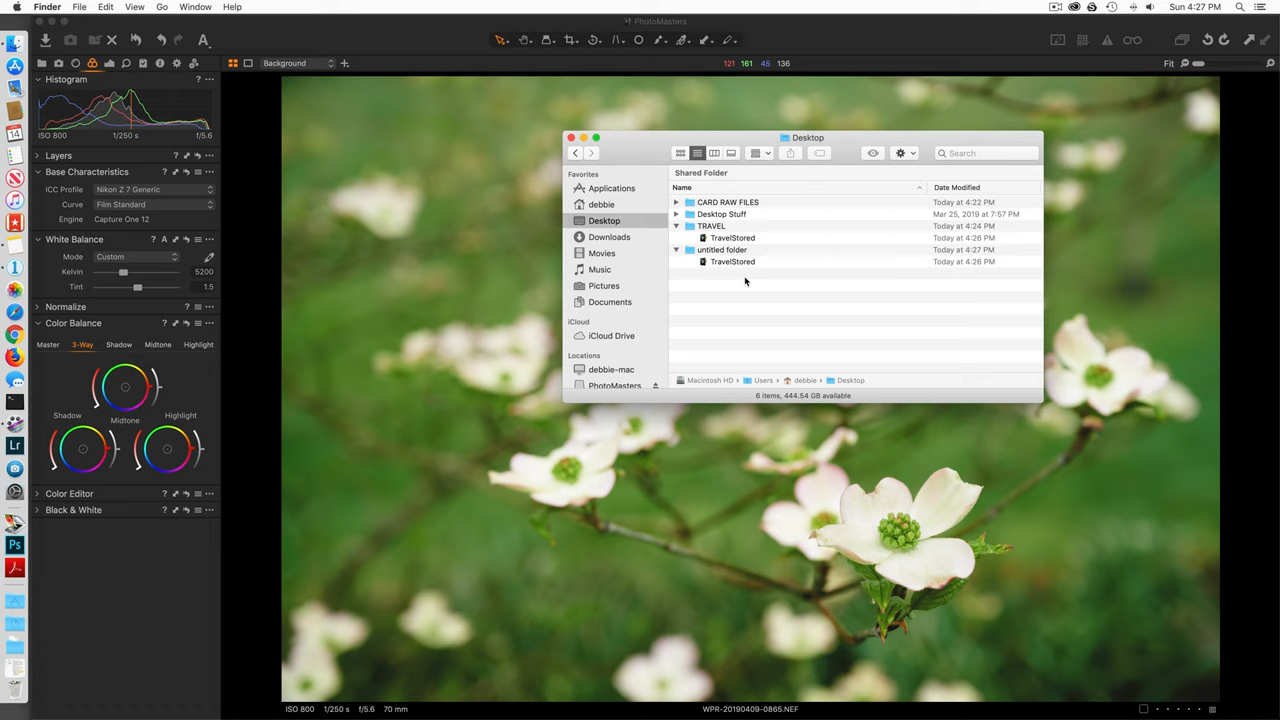 Finder File Edit View Go Window Help Sun 4:27 PM
PhotoMasters
Background 121 161 45 136 Fit
Histogram
ISO 800 1/250 s f/5.6
Layers
Base Characteristics
ICC Profile Nikon Z 7 Generic
Curve Film Standard
Engine Capture One 12
White Balance A
Mode Custom
Kelvin 5200
Tint 1.5
Normalize
Color Balance
Master 3-Way Shadow Midtone Highlight
Shadow Highlight
Midtone
Color Editor
Black & White
Desktop
Search
Favorites
Applications
debbie
Desktop
Downloads
Movies
Music
Pictures
Documents
iCloud
iCloud Drive
Locations
debbie-mac
PhotoMasters
Shared Folder
Name Date Modified
CARD RAW FILES Today at 4:22 PM
Desktop Stuff Mar 25, 2019 at 7:57 PM
TRAVEL Today at 4:24 PM
TravelStored Today at 4:26 PM
untitled folder Today at 4:27 PM
TravelStored Today at 4:26 PM
Macintosh HD › Users › debbie › Desktop
6 items, 444.54 GB available
14
Lr
Ps
ISO 800 1/250 s f/5.6 70 mm WPR-20190409-0865.NEF